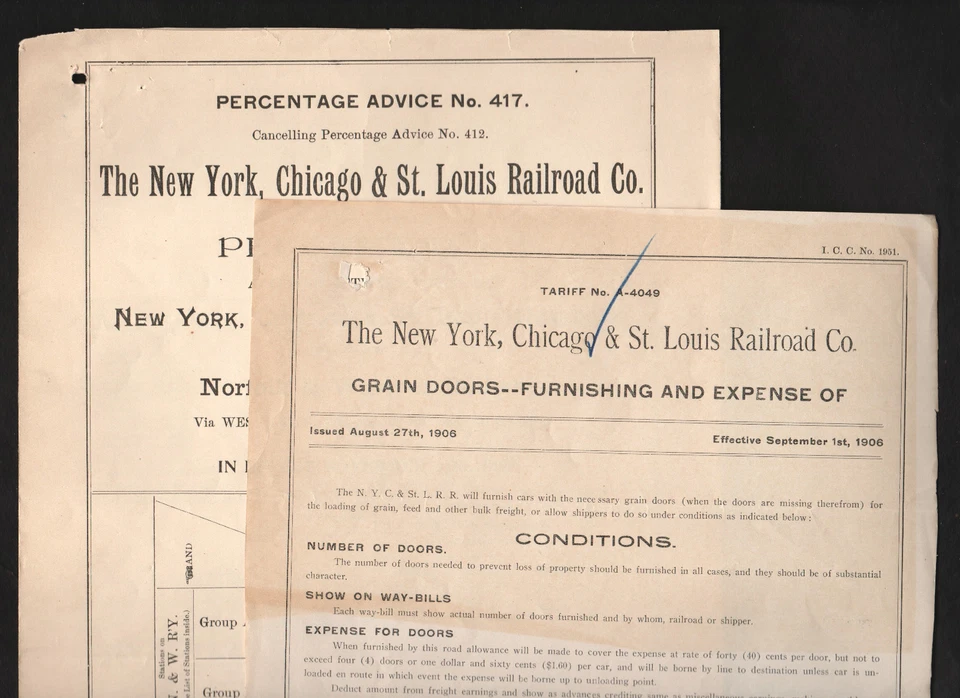 PERCENTAGE ADVICE No. 417.
Cancelling Percentage Advice No. 412.
The New York, Chicago & St. Louis Railroad Co.
NEW YORK,
Via
IN
Stations on
& W. R'Y.
List of Stations Inside.)
Group
Group
I. C. C. No. 1951.
TARIFF No. A-4049
The New York, Chicago & St. Louis Railroad Co.
GRAIN DOORS--FURNISHING AND EXPENSE OF
Issued August 27th, 1906
Effective September 1st, 1906
The N. Y. C. & St. L. R. R. will furnish cars with the necessary grain doors (when the doors are missing therefrom) for
the loading of grain, feed and other bulk freight, or allow shippers to do so under conditions as indicated below:
CONDITIONS.
NUMBER OF DOORS.
The number of doors needed to prevent loss of property should be furnished in all cases, and they should be of substantial
character.
SHOW ON WAY-BILLS
Each way-bill must show actual number of doors furnished and by whom, railroad or shipper.
EXPENSE FOR DOORS
When furnished by this road allowance will be made to cover the expense at rate of forty (40) cents per door, but not to
exceed four (4) doors or one dollar and sixty cents ($1.60) per car, and will be borne by line to destination unless car is un-
loaded en route in which event the expense will be borne up to unloading point.
Deduct amount from freight earnings and show as advances crediting same as miscellaneous